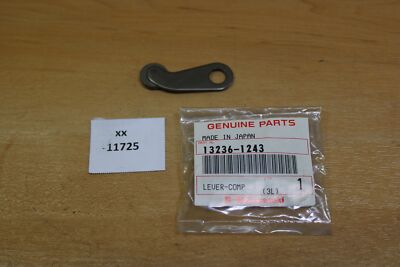 xx
-11725
GENUINE PARTS
MADE IN JAPAN
13236-1243
LEVER-COMP
(3L)
1